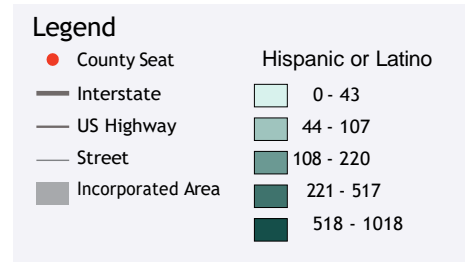 Legend
County Seat
Interstate
US Highway
Street
Incorporated Area
Hispanic or Latino
0 - 43
44 - 107
108 - 220
221 - 517
518 - 1018